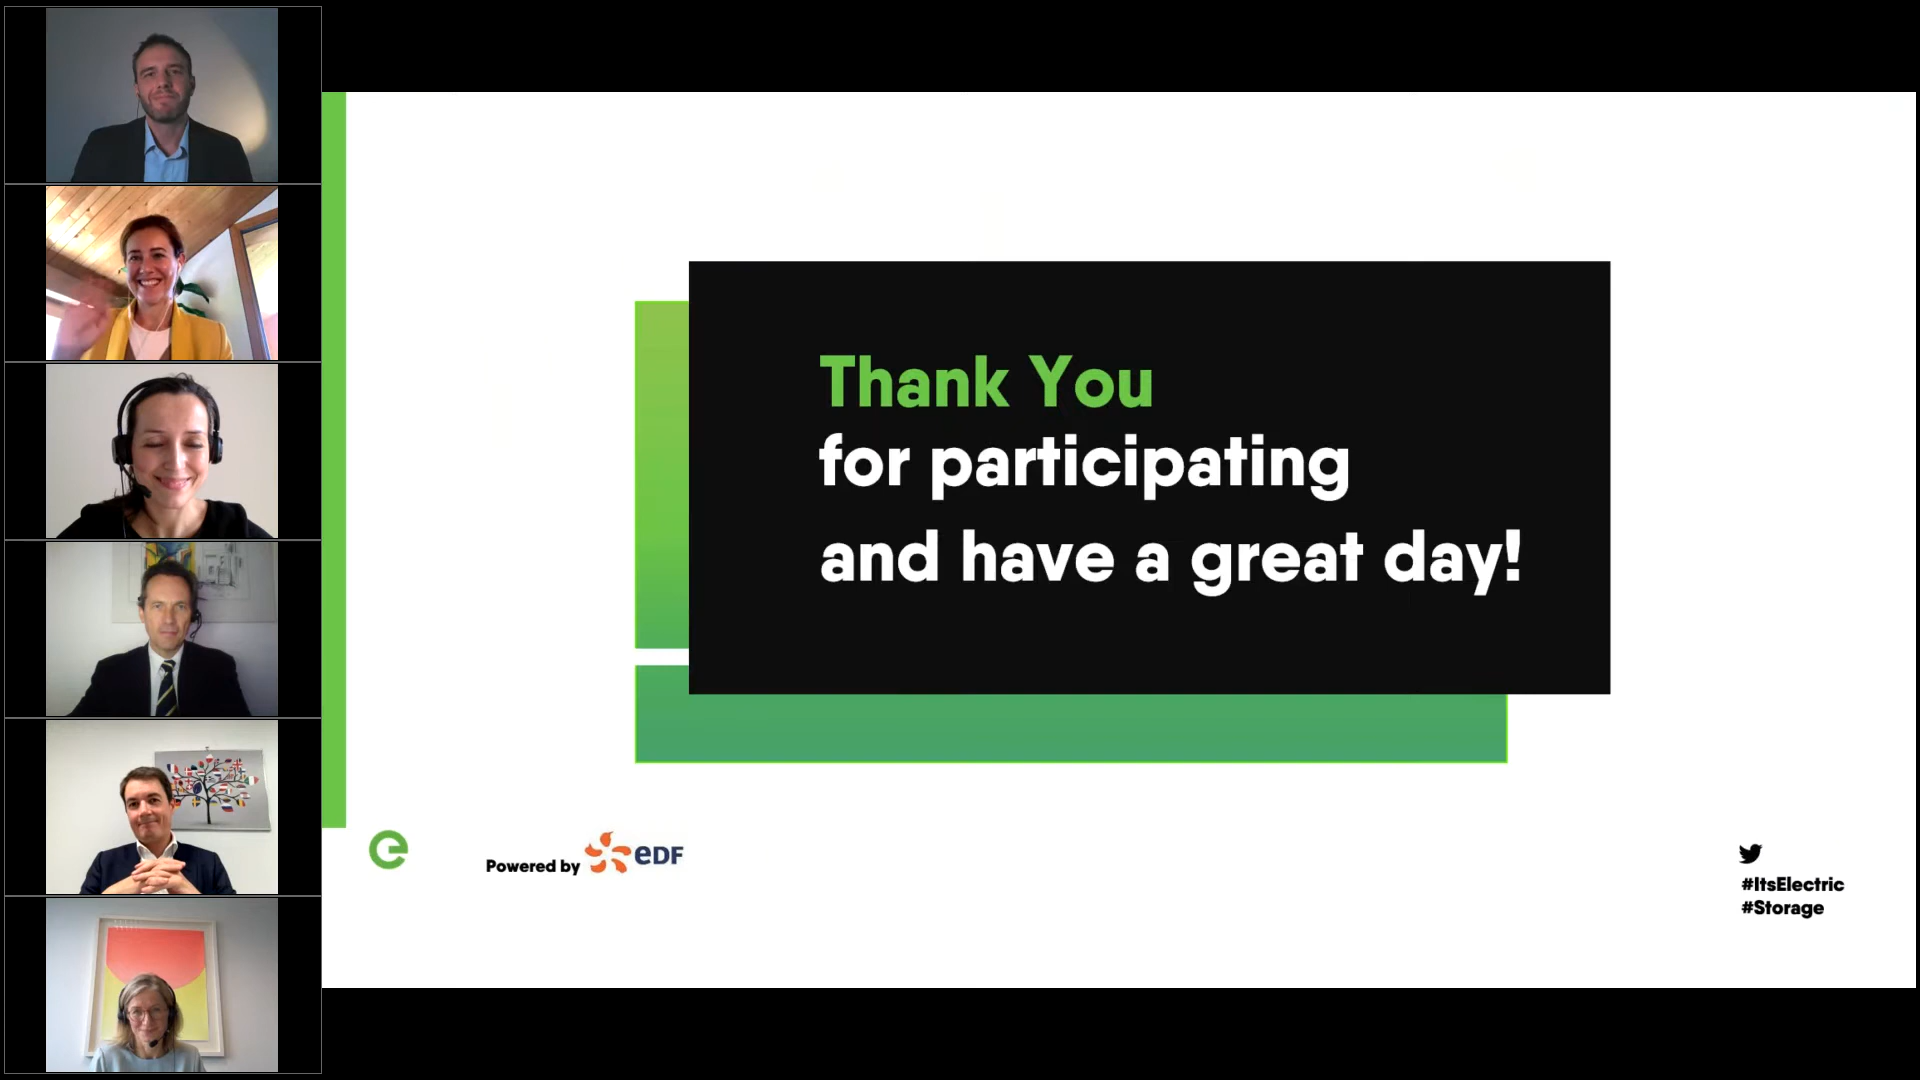 Thank You
for participating
and have a great day!
Powered by
eDF
#ItsElectric
#Storage